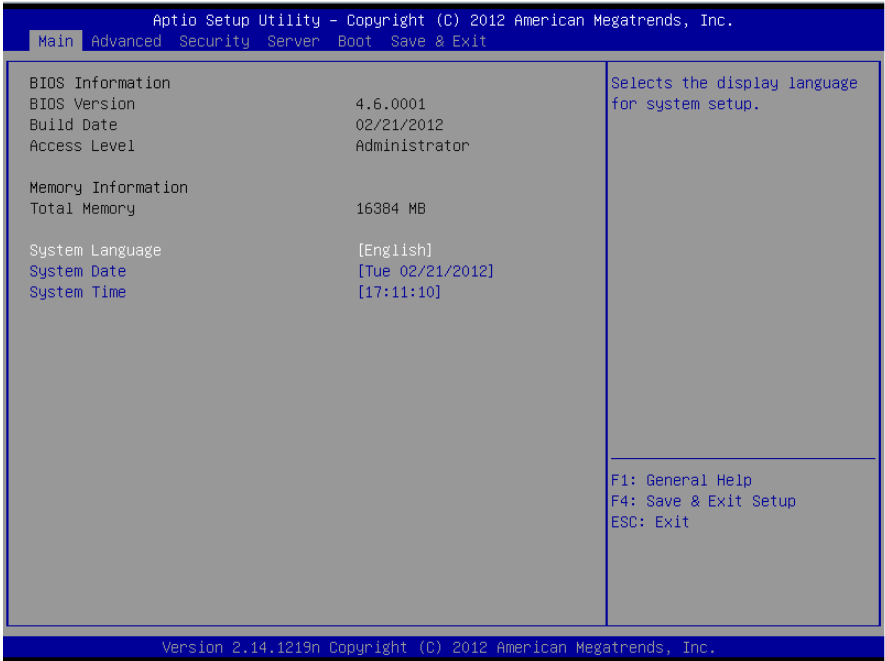 Aptio Setup Utility – Copyright (C) 2012 American Megatrends, Inc.
Main Advanced Security Server Boot Save & Exit
BIOS Information
BIOS Version 4.6.0001
Build Date 02/21/2012
Access Level Administrator
Memory Information
Total Memory 16384 MB
System Language [English]
System Date [Tue 02/21/2012]
System Time [17:11:10]
Selects the display language
for system setup.
F1: General Help
F4: Save & Exit Setup
ESC: Exit
Version 2.14.1219n Copyright (C) 2012 American Megatrends, Inc.